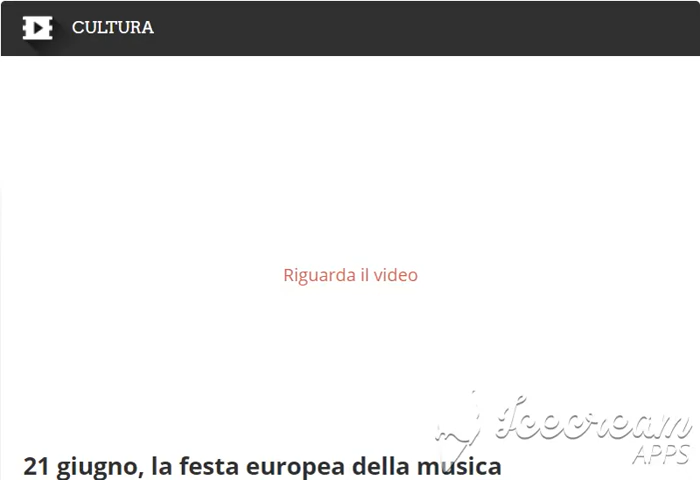 CULTURA
Riguarda il video
Icecream
APPS
21 giugno, la festa europea della musica